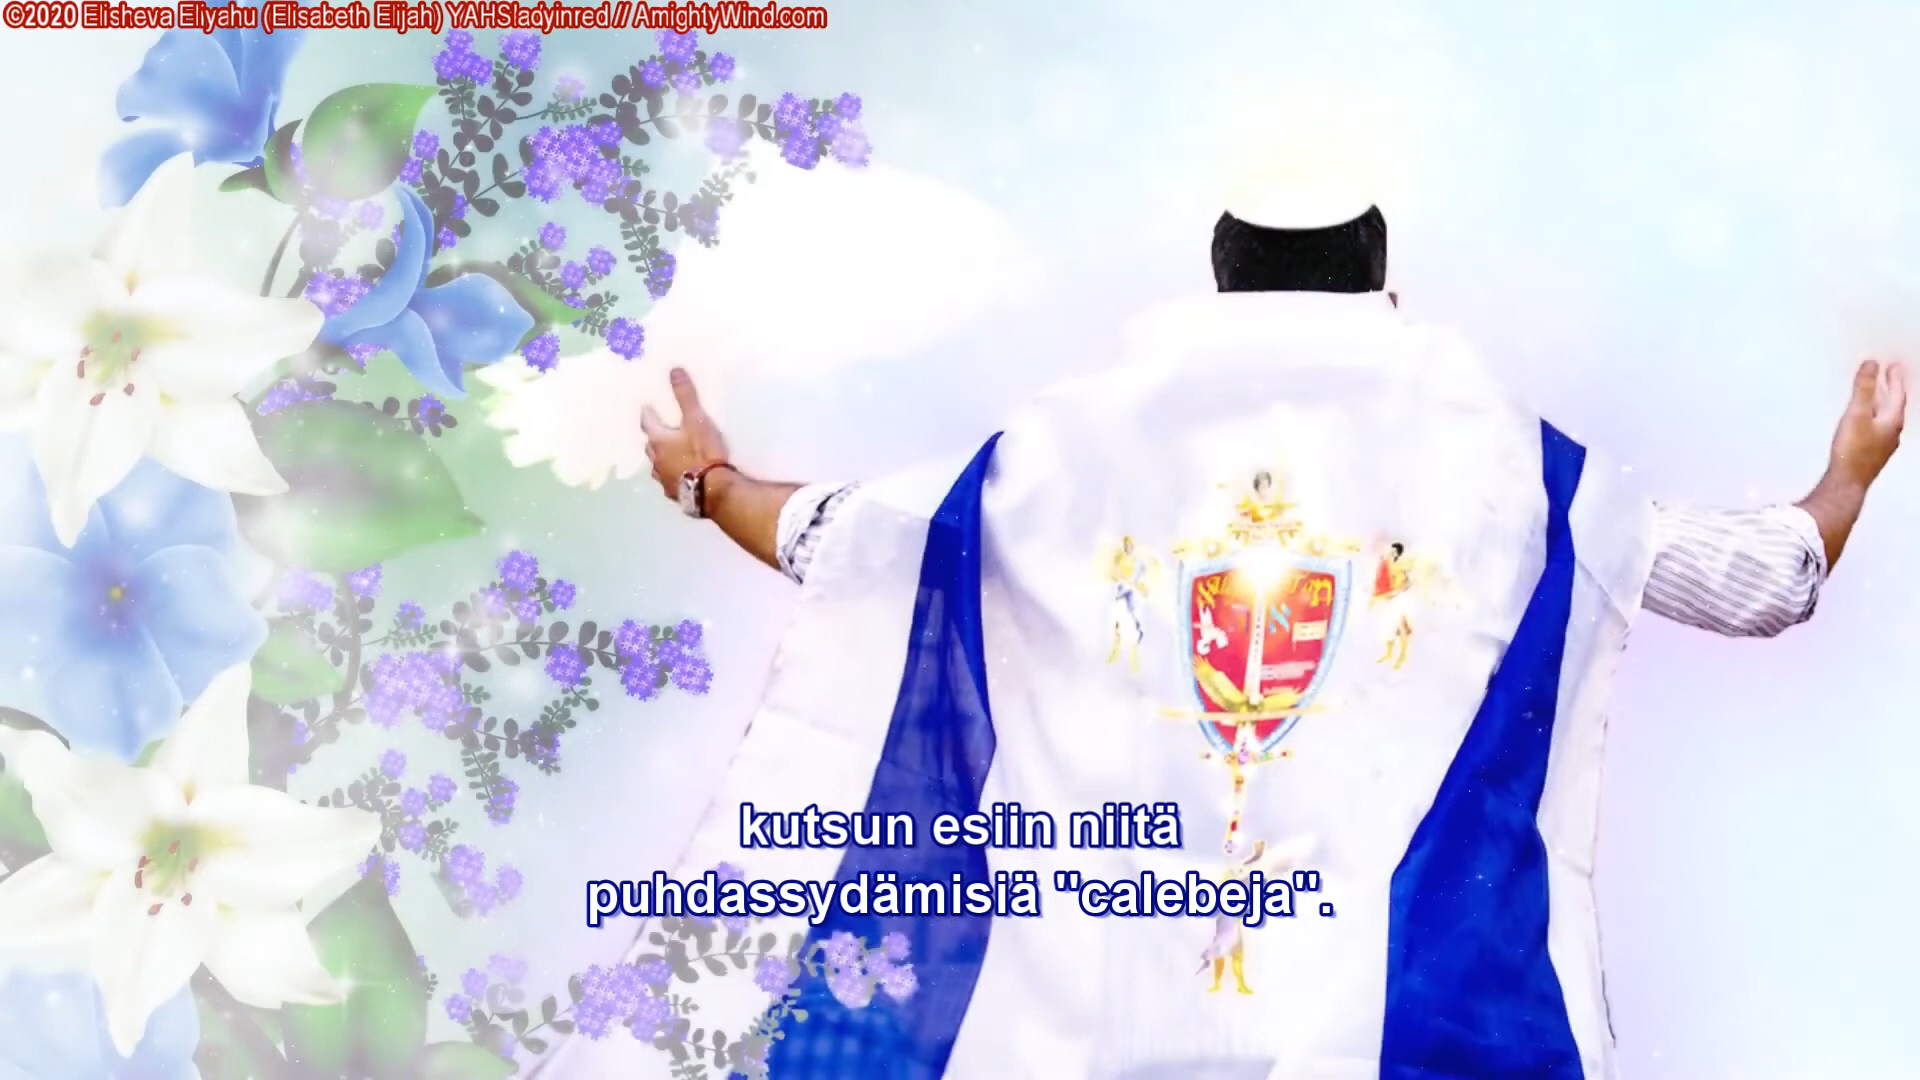 ©2020 Elisheva Eliyahu (Elisabeth Elijah) YAHSladyinred // AmightyWind.com
kutsun esiin niitä
puhdassydämisiä "calebeja".